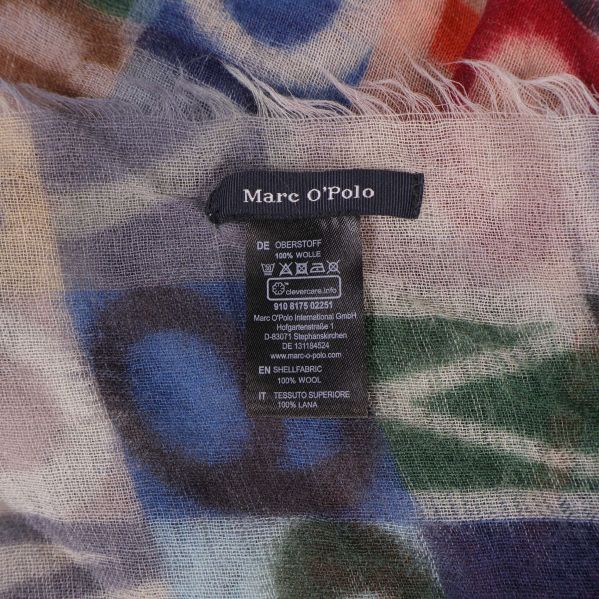 Marc O'Polo
DE OBERSTOFF
100% WOLLE
clevercare.info
910 8175 02251
Marc O'Polo International GmbH
Hofgartenstraße 1
D-83071 Stephanskirchen
DE 131184524
www.marc-o-polo.com
EN SHELLFABRIC
100% WOOL
IT TESSUTO SUPERIORE
100% LANA